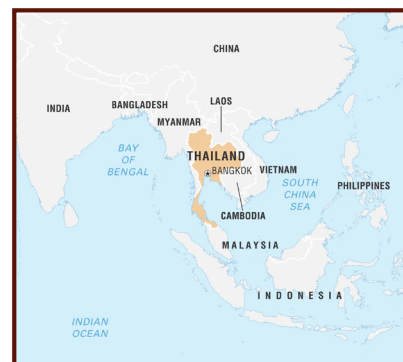 CHINA
INDIA
BANGLADESH
LAOS
MYANMAR
BAY
OF
BENGAL
THAILAND
BANGKOK
VIETNAM
SOUTH
CHINA
SEA
PHILIPPINES
CAMBODIA
MALAYSIA
INDONESIA
INDIAN
OCEAN